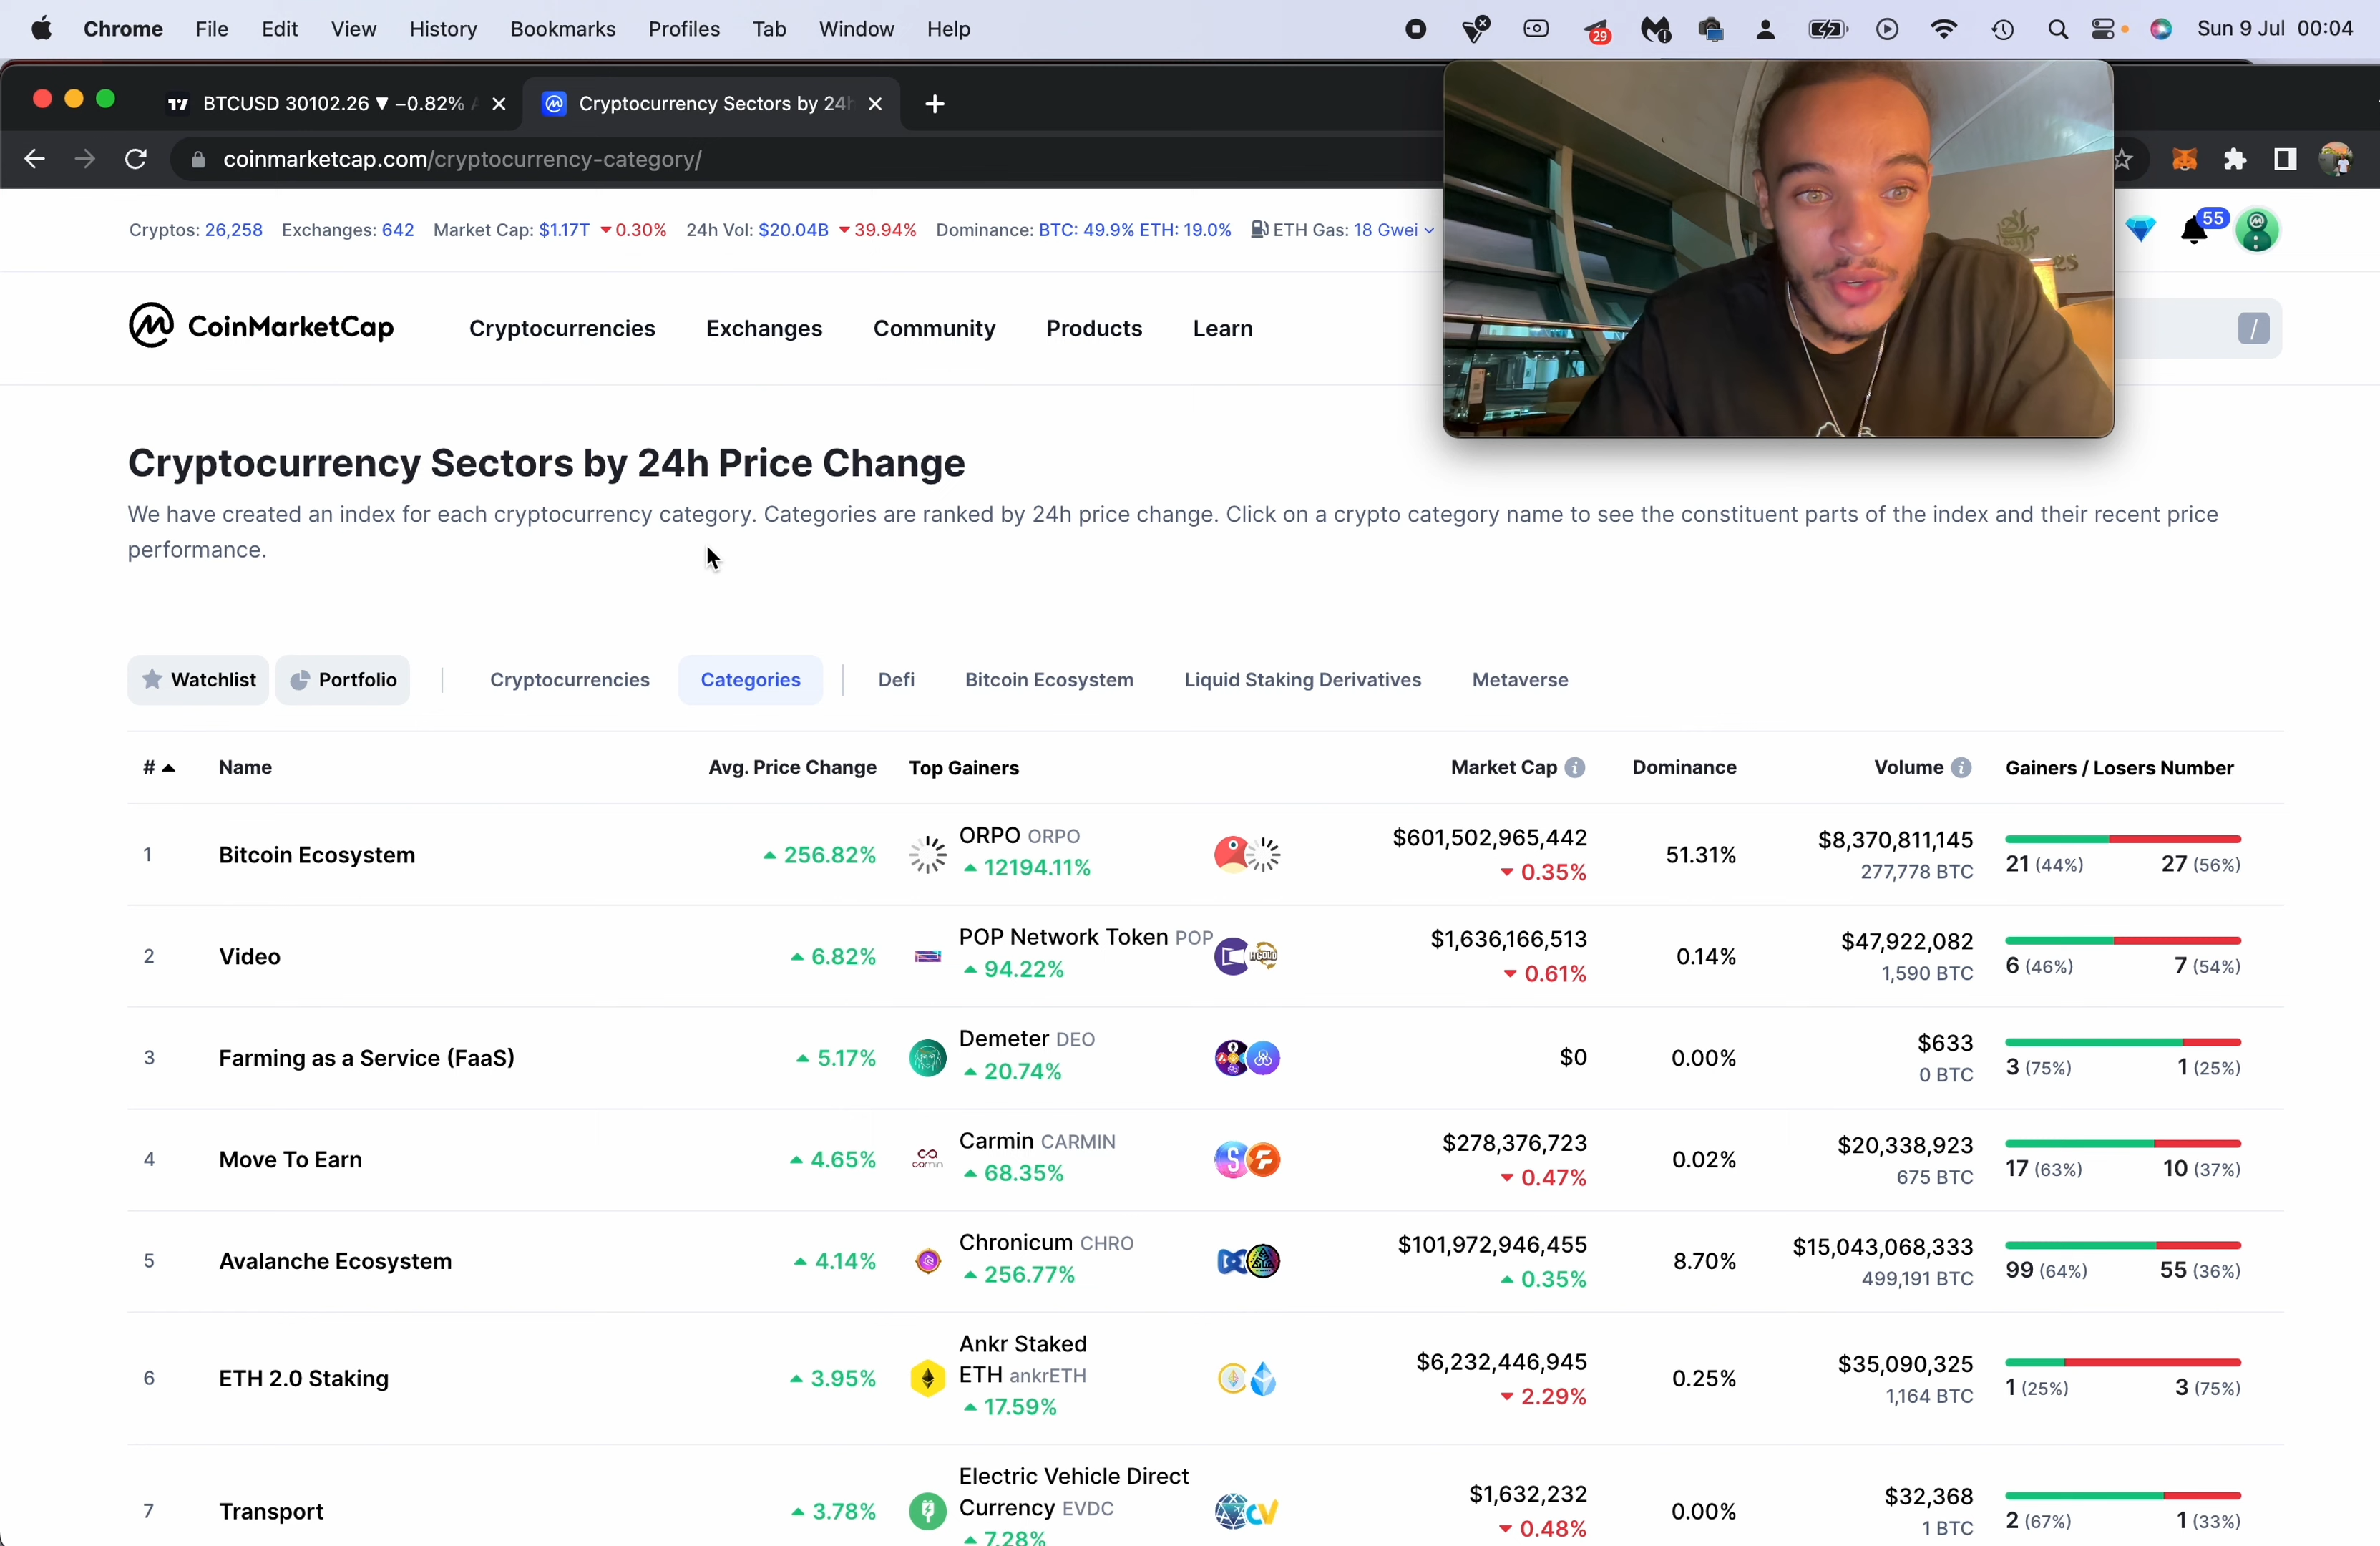 Chrome File Edit View History Bookmarks Profiles Tab Window Help 29 Sun 9 Jul 00:04
BTCUSD 30102.26 ▼ −0.82% Cryptocurrency Sectors by 24h
coinmarketcap.com/cryptocurrency-category/
Cryptos: 26,258 Exchanges: 642 Market Cap: $1.17T ▼ 0.30% 24h Vol: $20.04B ▼ 39.94% Dominance: BTC: 49.9% ETH: 19.0% ETH Gas: 18 Gwei 55
CoinMarketCap Cryptocurrencies Exchanges Community Products Learn /
Cryptocurrency Sectors by 24h Price Change
We have created an index for each cryptocurrency category. Categories are ranked by 24h price change. Click on a crypto category name to see the constituent parts of the index and their recent price
performance.
Watchlist Portfolio Cryptocurrencies Categories Defi Bitcoin Ecosystem Liquid Staking Derivatives Metaverse
# ▲ Name Avg. Price Change Top Gainers Market Cap Dominance Volume Gainers / Losers Number
1 Bitcoin Ecosystem ▲ 256.82% ORPO ORPO ▲ 12194.11% $601,502,965,442 ▼ 0.35% 51.31% $8,370,811,145 277,778 BTC 21 (44%) 27 (56%)
2 Video ▲ 6.82% POP Network Token POP ▲ 94.22% $1,636,166,513 ▼ 0.61% 0.14% $47,922,082 1,590 BTC 6 (46%) 7 (54%)
3 Farming as a Service (FaaS) ▲ 5.17% Demeter DEO ▲ 20.74% $0 0.00% $633 0 BTC 3 (75%) 1 (25%)
4 Move To Earn ▲ 4.65% Carmin CARMIN ▲ 68.35% $278,376,723 ▼ 0.47% 0.02% $20,338,923 675 BTC 17 (63%) 10 (37%)
5 Avalanche Ecosystem ▲ 4.14% Chronicum CHRO ▲ 256.77% $101,972,946,455 ▲ 0.35% 8.70% $15,043,068,333 499,191 BTC 99 (64%) 55 (36%)
6 ETH 2.0 Staking ▲ 3.95% Ankr Staked ETH ankrETH ▲ 17.59% $6,232,446,945 ▼ 2.29% 0.25% $35,090,325 1,164 BTC 1 (25%) 3 (75%)
7 Transport ▲ 3.78% Electric Vehicle Direct Currency EVDC ▲ 7.28% $1,632,232 ▼ 0.48% 0.00% $32,368 1 BTC 2 (67%) 1 (33%)